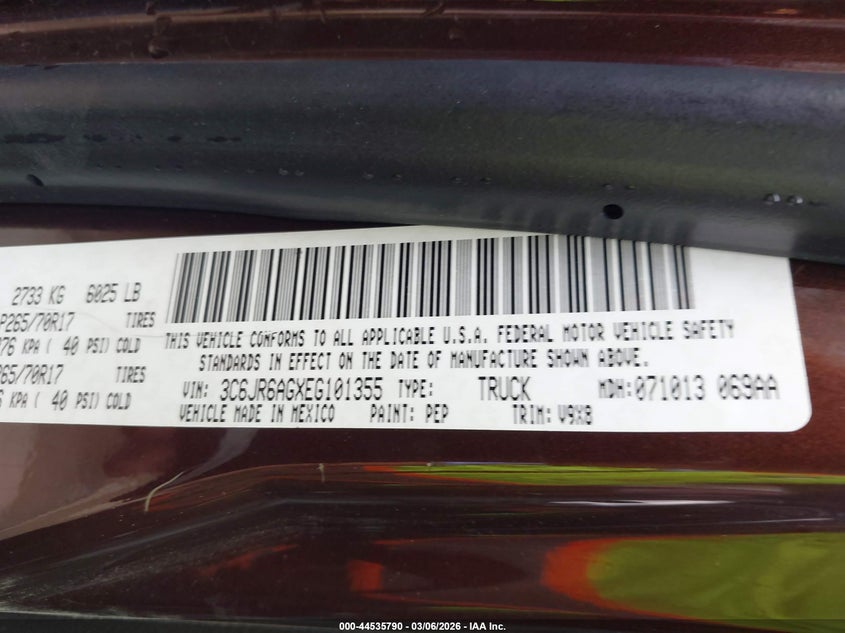 2733 KG 6025 LB
P265/70R17 TIRES
276 KPA ( 40 PSI) COLD
265/70R17 TIRES
KPA ( 40 PSI) COLD
THIS VEHICLE CONFORMS TO ALL APPLICABLE U.S.A. FEDERAL MOTOR VEHICLE SAFETY
STANDARDS IN EFFECT ON THE DATE OF MANUFACTURE SHOWN ABOVE.
VIN: 3C6JR6AGXEG101355 TYPE: TRUCK MDH: 071013 069AA
VEHICLE MADE IN MEXICO PAINT: PEP TRIM: V9X8
000-44535790 - 03/06/2026 - IAA Inc.